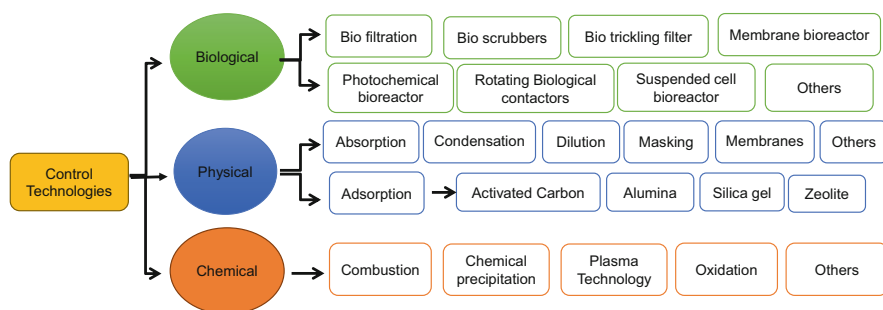 Biological
Bio filtration
Bio scrubbers
Bio trickling filter
Membrane bioreactor
Photochemical
bioreactor
Rotating Biological
contactors
Suspended cell
bioreactor
Others
Control
Technologies
Physical
Absorption
Condensation
Dilution
Masking
Membranes
Others
Adsorption
Activated Carbon
Alumina
Silica gel
Zeolite
Chemical
Combustion
Chemical
precipitation
Plasma
Technology
Oxidation
Others